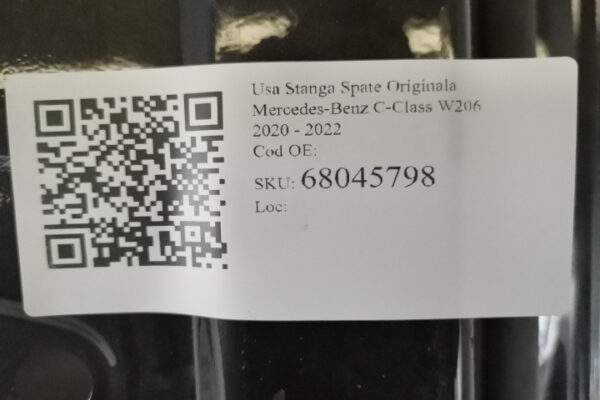 Usa Stanga Spate Originala
Mercedes-Benz C-Class W206
2020 - 2022
Cod OE:
SKU: 68045798
Loc: